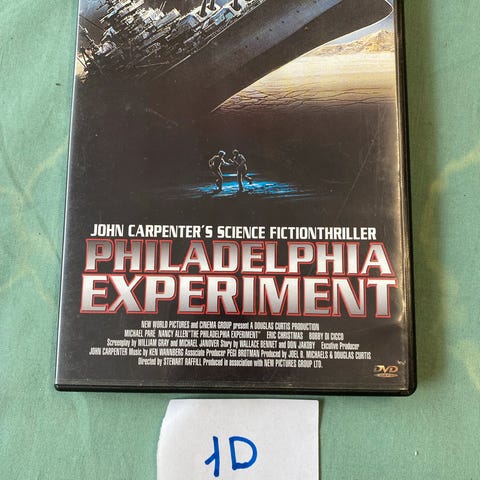 JOHN CARPENTER'S SCIENCE FICTIONTHRILLER
PHILADELPHIA
EXPERIMENT
NEW WORLD PICTURES and CINEMA GROUP present A DOUGLAS CURTIS PRODUCTION
MICHAEL PARE NANCY ALLEN "THE PHILADELPHIA EXPERIMENT" ERIC CHRISTMAS BOBBY DI CICCO
Screenplay by WILLIAM GRAY and MICHAEL JANOVER Story by WALLACE BENNET and DON JAKOBY Excutive Producer
JOHN CARPENTER Music by KEN WANNBERG Associate Producer PEGI BROTMAN Produced by JOEL B. MICHAELS & DOUGLAS CURTIS
Directed by STEWART RAFFILL Produced in association with NEW PICTURES GROUP LTD.
DVD
1D